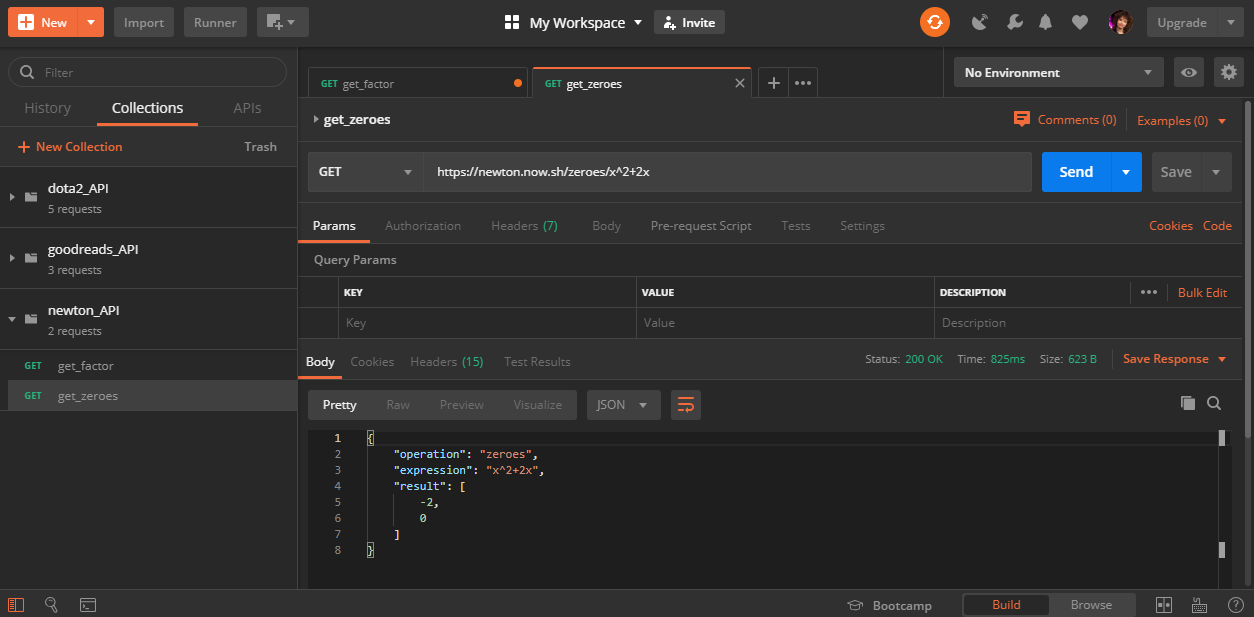 New Import Runner My Workspace Invite Upgrade
Filter
GET get_factor GET get_zeroes No Environment
History Collections APIs
get_zeroes Comments (0) Examples (0)
New Collection Trash
GET https://newton.now.sh/zeroes/x^2+2x Send Save
dota2_API
5 requests
goodreads_API
3 requests
newton_API
2 requests
GET get_factor
GET get_zeroes
Params Authorization Headers (7) Body Pre-request Script Tests Settings Cookies Code
Query Params
KEY VALUE DESCRIPTION Bulk Edit
Key Value Description
Body Cookies Headers (15) Test Results Status: 200 OK Time: 825ms Size: 623 B Save Response
Pretty Raw Preview Visualize JSON
1 {
2 "operation": "zeroes",
3 "expression": "x^2+2x",
4 "result": [
5 -2,
6 0
7 ]
8 }
Bootcamp Build Browse